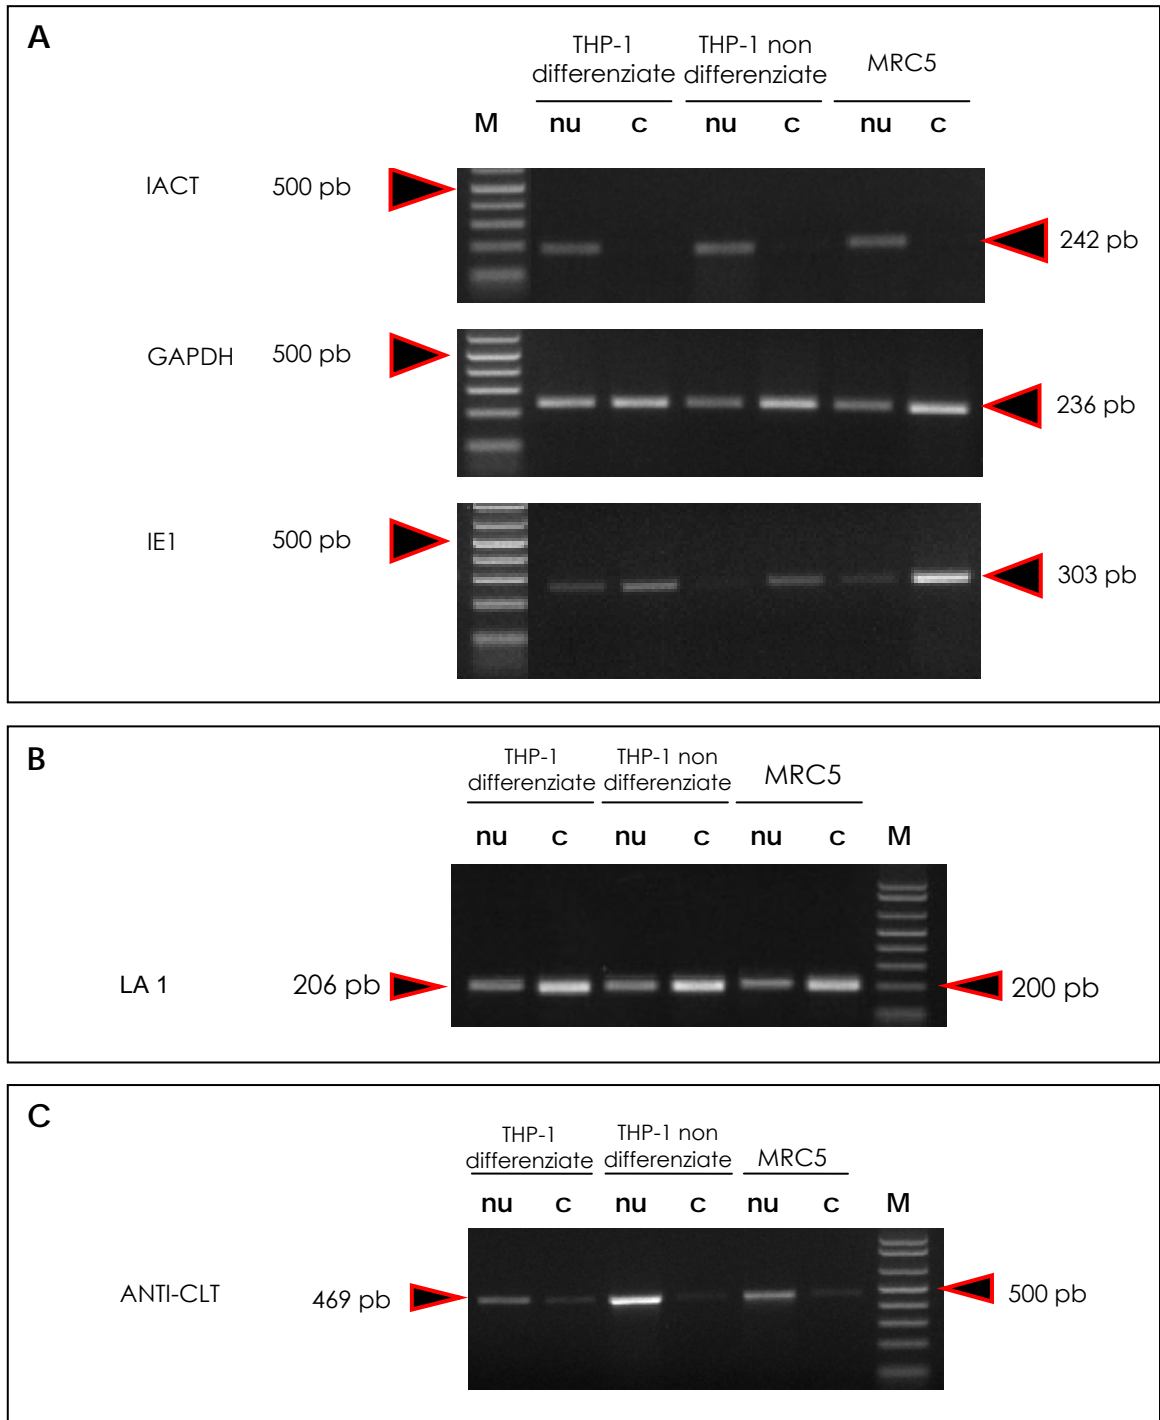 A
THP-1 differenziate
THP-1 non differenziate
MRC5
M nu c nu c nu c
IACT 500 pb 242 pb
GAPDH 500 pb 236 pb
IE1 500 pb 303 pb
B
THP-1 differenziate
THP-1 non differenziate
MRC5
nu c nu c nu c M
LA 1 206 pb 200 pb
C
THP-1 differenziate
THP-1 non differenziate
MRC5
nu c nu c nu c M
ANTI-CLT 469 pb 500 pb